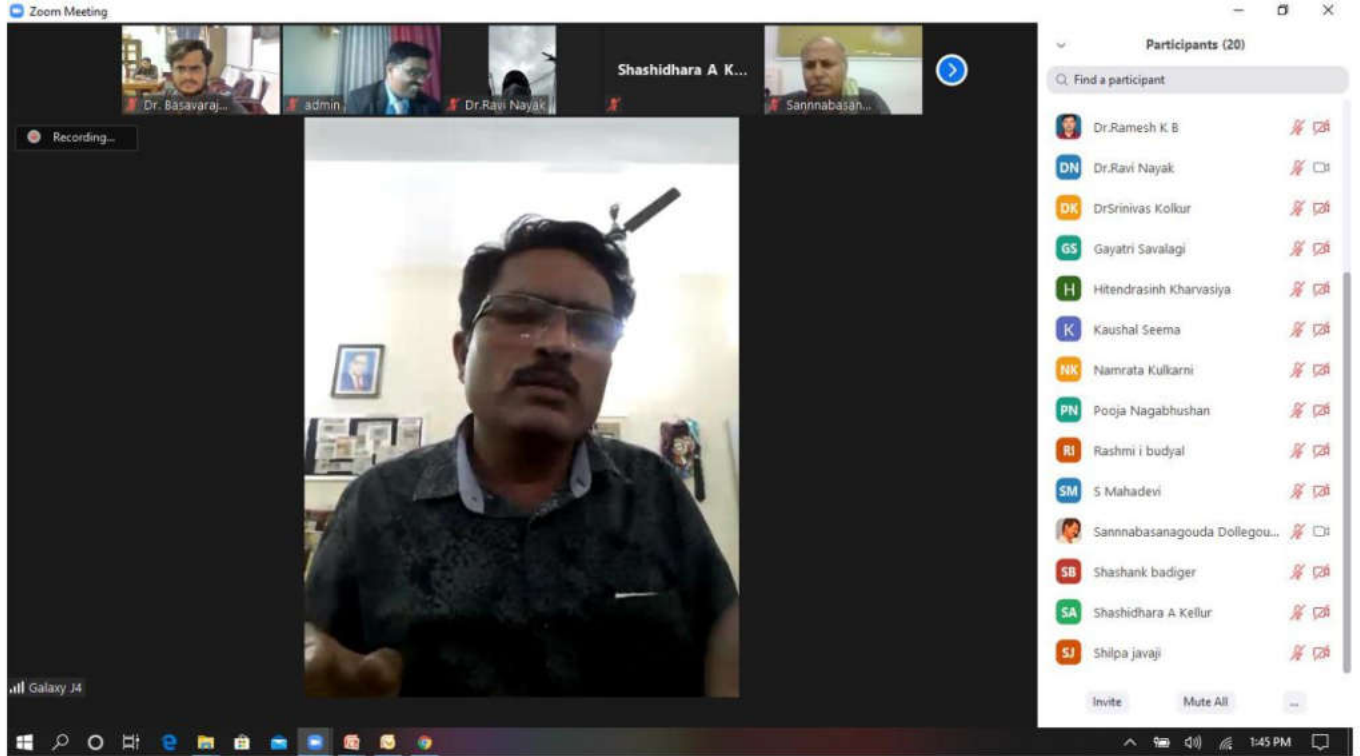 Zoom Meeting
Dr. Basavaraj...
admin
Dr.Ravi Nayak
Shashidhara A K...
Sannnabasan...
Recording...
Galaxy J4
Participants (20)
Find a participant
Dr.Ramesh K B
DN Dr.Ravi Nayak
DK DrSrinivas Kolkur
GS Gayatri Savalagi
H Hitendrasinh Kharvasiya
K Kaushal Seema
NK Namrata Kulkarni
PN Pooja Nagabhushan
RI Rashmi i budyal
SM S Mahadevi
Sannnabasanagouda Dollegou...
SB Shashank badiger
SA Shashidhara A Kellur
SJ Shilpa javaji
Invite Mute All ...
1:45 PM